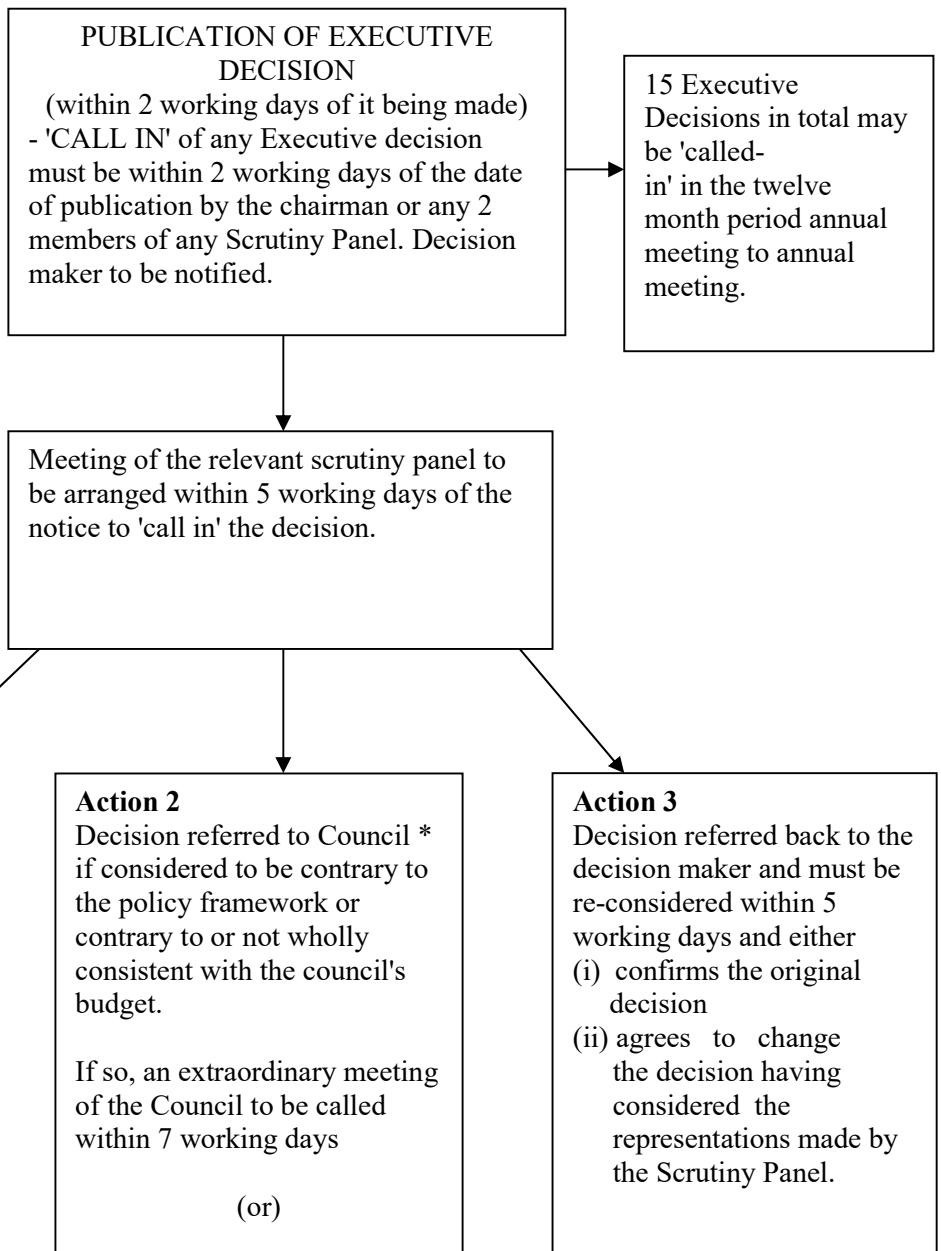 PUBLICATION OF EXECUTIVE
DECISION
(within 2 working days of it being made)
- 'CALL IN' of any Executive decision
must be within 2 working days of the date
of publication by the chairman or any 2
members of any Scrutiny Panel. Decision
maker to be notified.
15 Executive
Decisions in total may
be 'called-
in' in the twelve
month period annual
meeting to annual
meeting.
Meeting of the relevant scrutiny panel to
be arranged within 5 working days of the
notice to 'call in' the decision.
Action 2
Decision referred to Council *
if considered to be contrary to
the policy framework or
contrary to or not wholly
consistent with the council's
budget.
If so, an extraordinary meeting
of the Council to be called
within 7 working days
(or)
Action 3
Decision referred back to the
decision maker and must be
re-considered within 5
working days and either
(i) confirms the original
decision
(ii) agrees to change
the decision having
considered the
representations made by
the Scrutiny Panel.